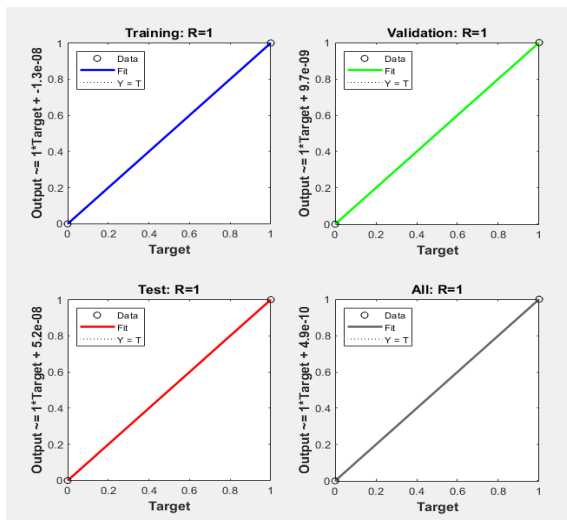 Training: R=1
Output ~= 1*Target + -1.3e-08
1
0.8
0.6
0.4
0.2
0
Data
Fit
Y = T
0
0.2
0.4
0.6
0.8
1
Target
Validation: R=1
Output ~= 1*Target + 9.7e-09
1
0.8
0.6
0.4
0.2
0
Data
Fit
Y = T
0
0.2
0.4
0.6
0.8
1
Target
Test: R=1
Output ~= 1*Target + 5.2e-08
1
0.8
0.6
0.4
0.2
0
Data
Fit
Y = T
0
0.2
0.4
0.6
0.8
1
Target
All: R=1
Output ~= 1*Target + 4.9e-10
1
0.8
0.6
0.4
0.2
0
Data
Fit
Y = T
0
0.2
0.4
0.6
0.8
1
Target